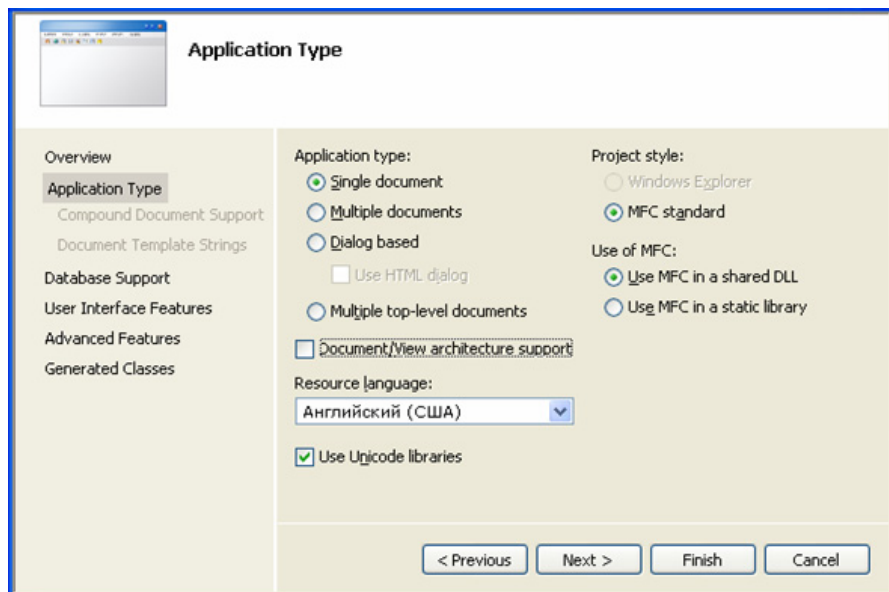 Application Type
Overview
Application Type
Compound Document Support
Document Template Strings
Database Support
User Interface Features
Advanced Features
Generated Classes
Application type:
Single document
Multiple documents
Dialog based
Use HTML dialog
Multiple top-level documents
Document/View architecture support
Resource language:
Английский (США)
Use Unicode libraries
Project style:
Windows Explorer
MFC standard
Use of MFC:
Use MFC in a shared DLL
Use MFC in a static library
< Previous
Next >
Finish
Cancel